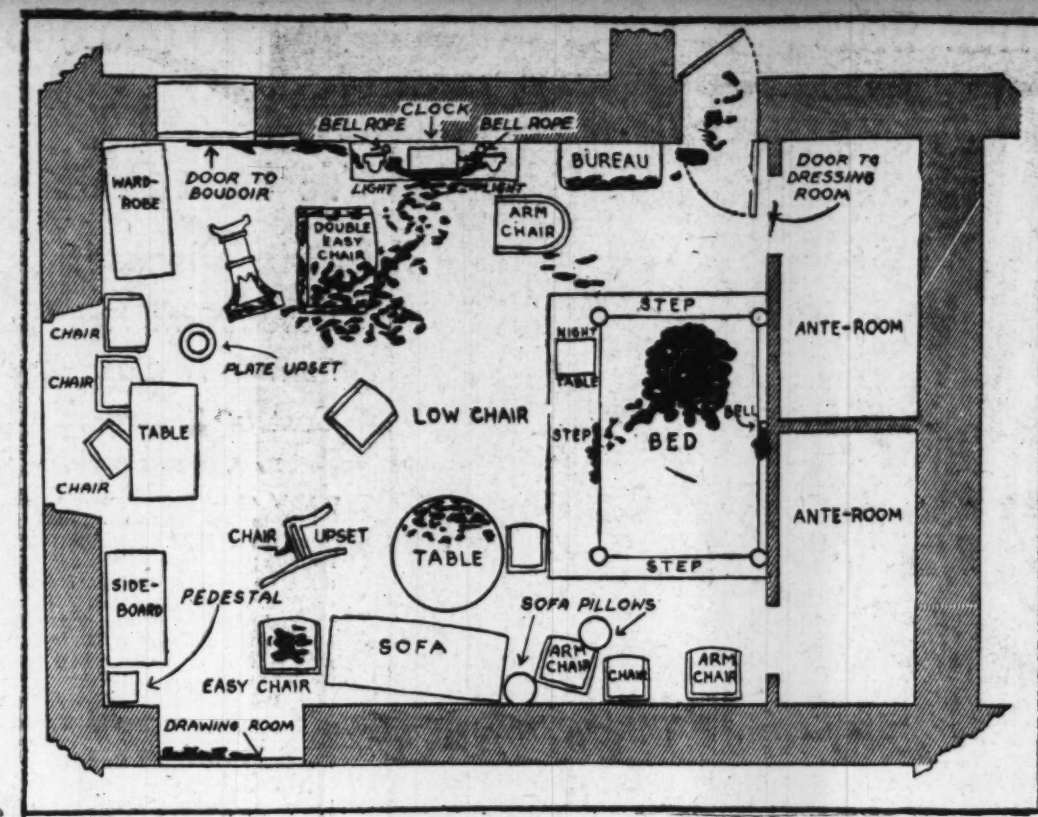 CLOCK
BELL ROPE
BELL ROPE
LIGHT
LIGHT
WARD-
ROBE
DOOR TO
BOUDOIR
BUREAU
DOOR TO
DRESSING
ROOM
DOUBLE
EASY
CHAIR
ARM
CHAIR
STEP
NIGHT
TABLE
ANTE-ROOM
CHAIR
PLATE UPSET
CHAIR
TABLE
LOW CHAIR
BELL
STEP
BED
CHAIR
ANTE-ROOM
CHAIR UPSET
TABLE
STEP
SIDE-
BOARD
PEDESTAL
SOFA PILLOWS
SOFA
ARM
CHAIR
CHAIR
ARM
CHAIR
EASY CHAIR
DRAWING ROOM